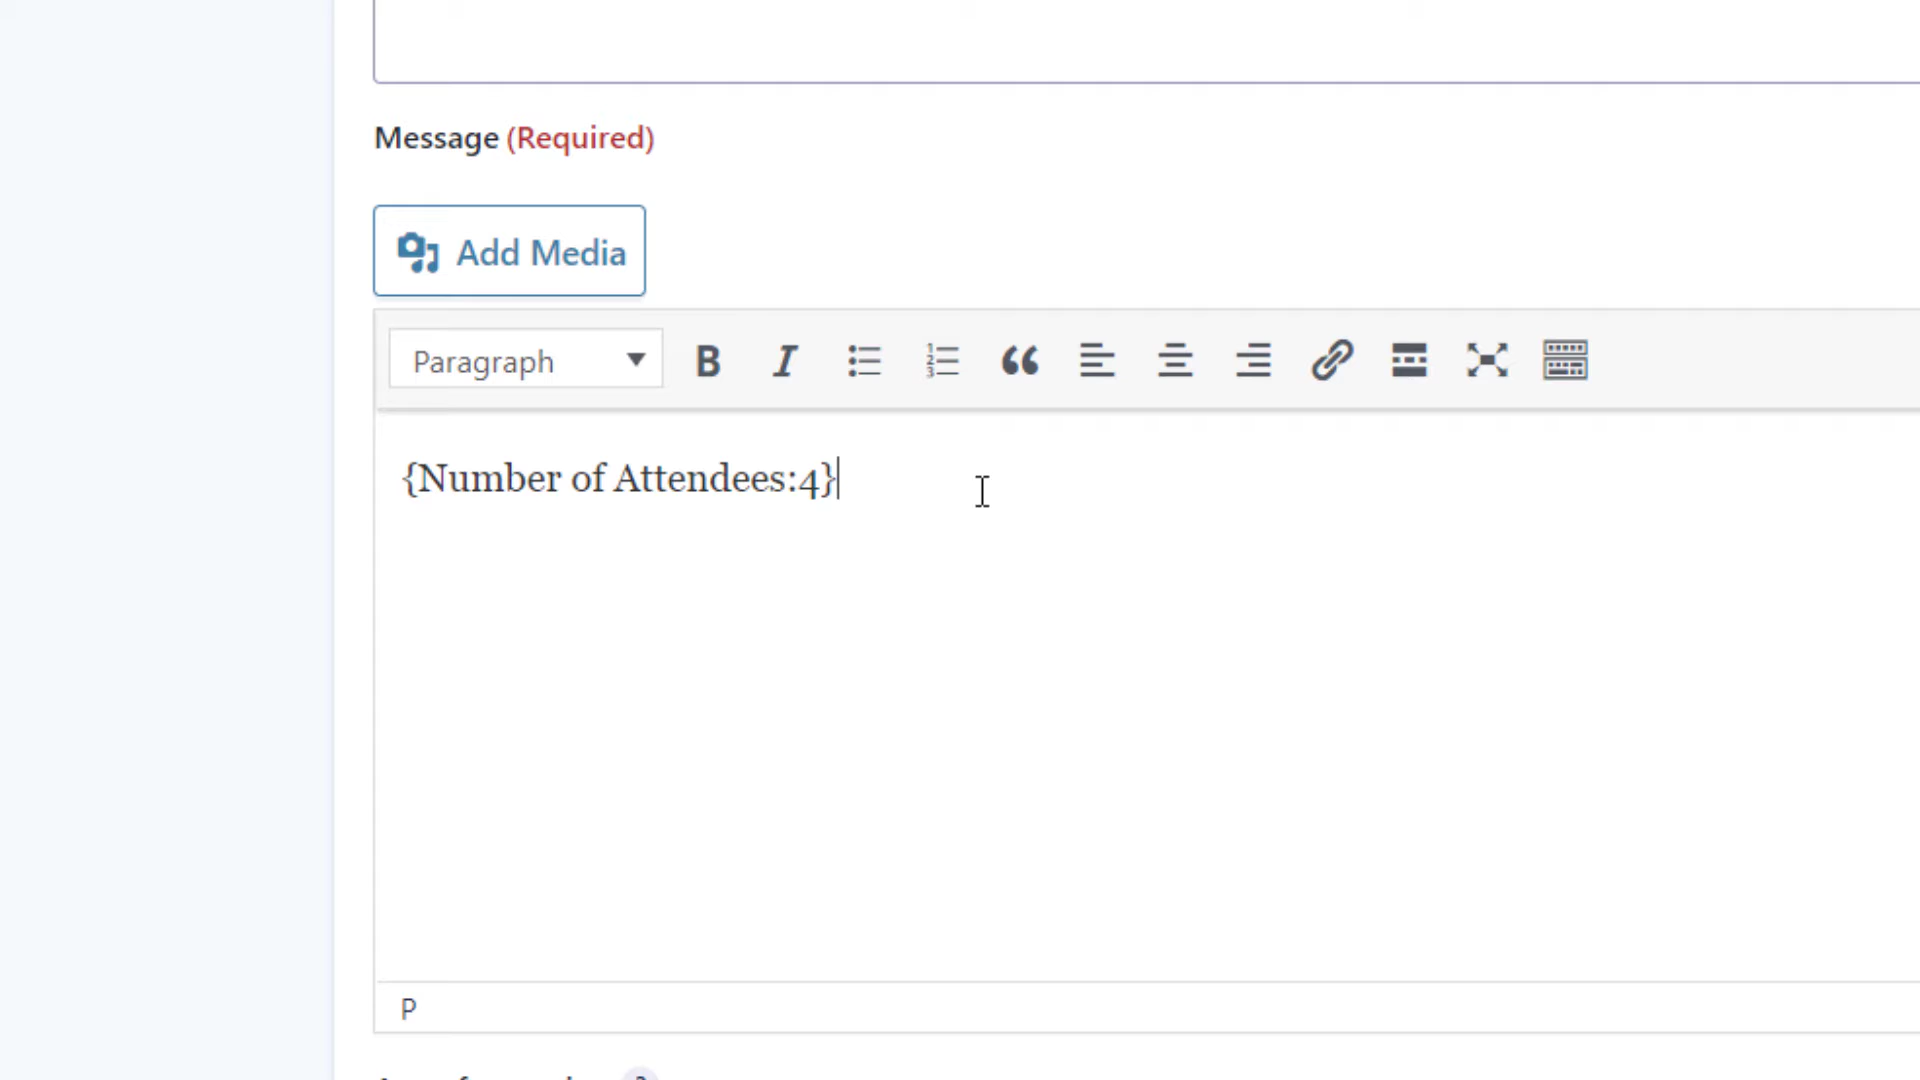 Message (Required)
Add Media
Paragraph
{Number of Attendees:4}
P